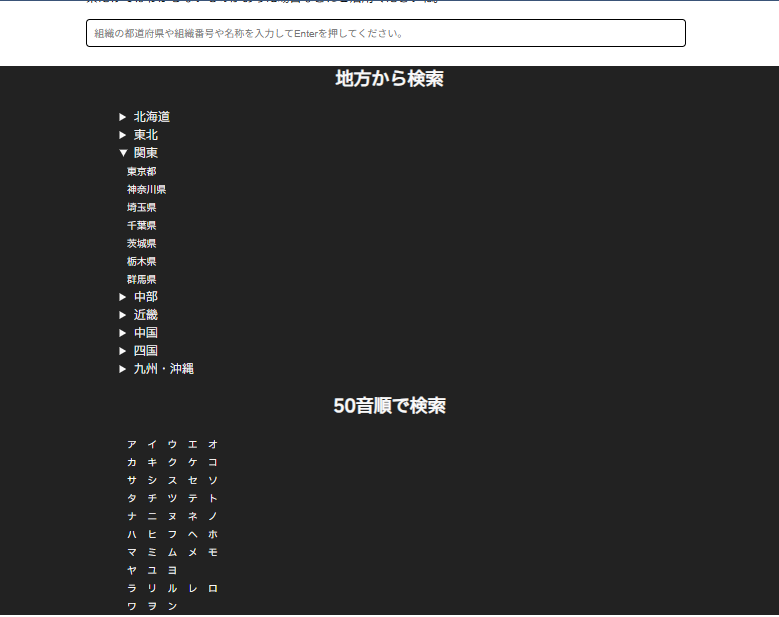 組織の都道府県や組織番号や名称を入力してEnterを押してください。
地方から検索
▶ 北海道
▶ 東北
▼ 関東
東京都
神奈川県
埼玉県
千葉県
茨城県
栃木県
群馬県
▶ 中部
▶ 近畿
▶ 中国
▶ 四国
▶ 九州・沖縄
50音順で検索
ア イ ウ エ オ
カ キ ク ケ コ
サ シ ス セ ソ
タ チ ツ テ ト
ナ ニ ヌ ネ ノ
ハ ヒ フ ヘ ホ
マ ミ ム メ モ
ヤ ユ ヨ
ラ リ ル レ ロ
ワ ヲ ン